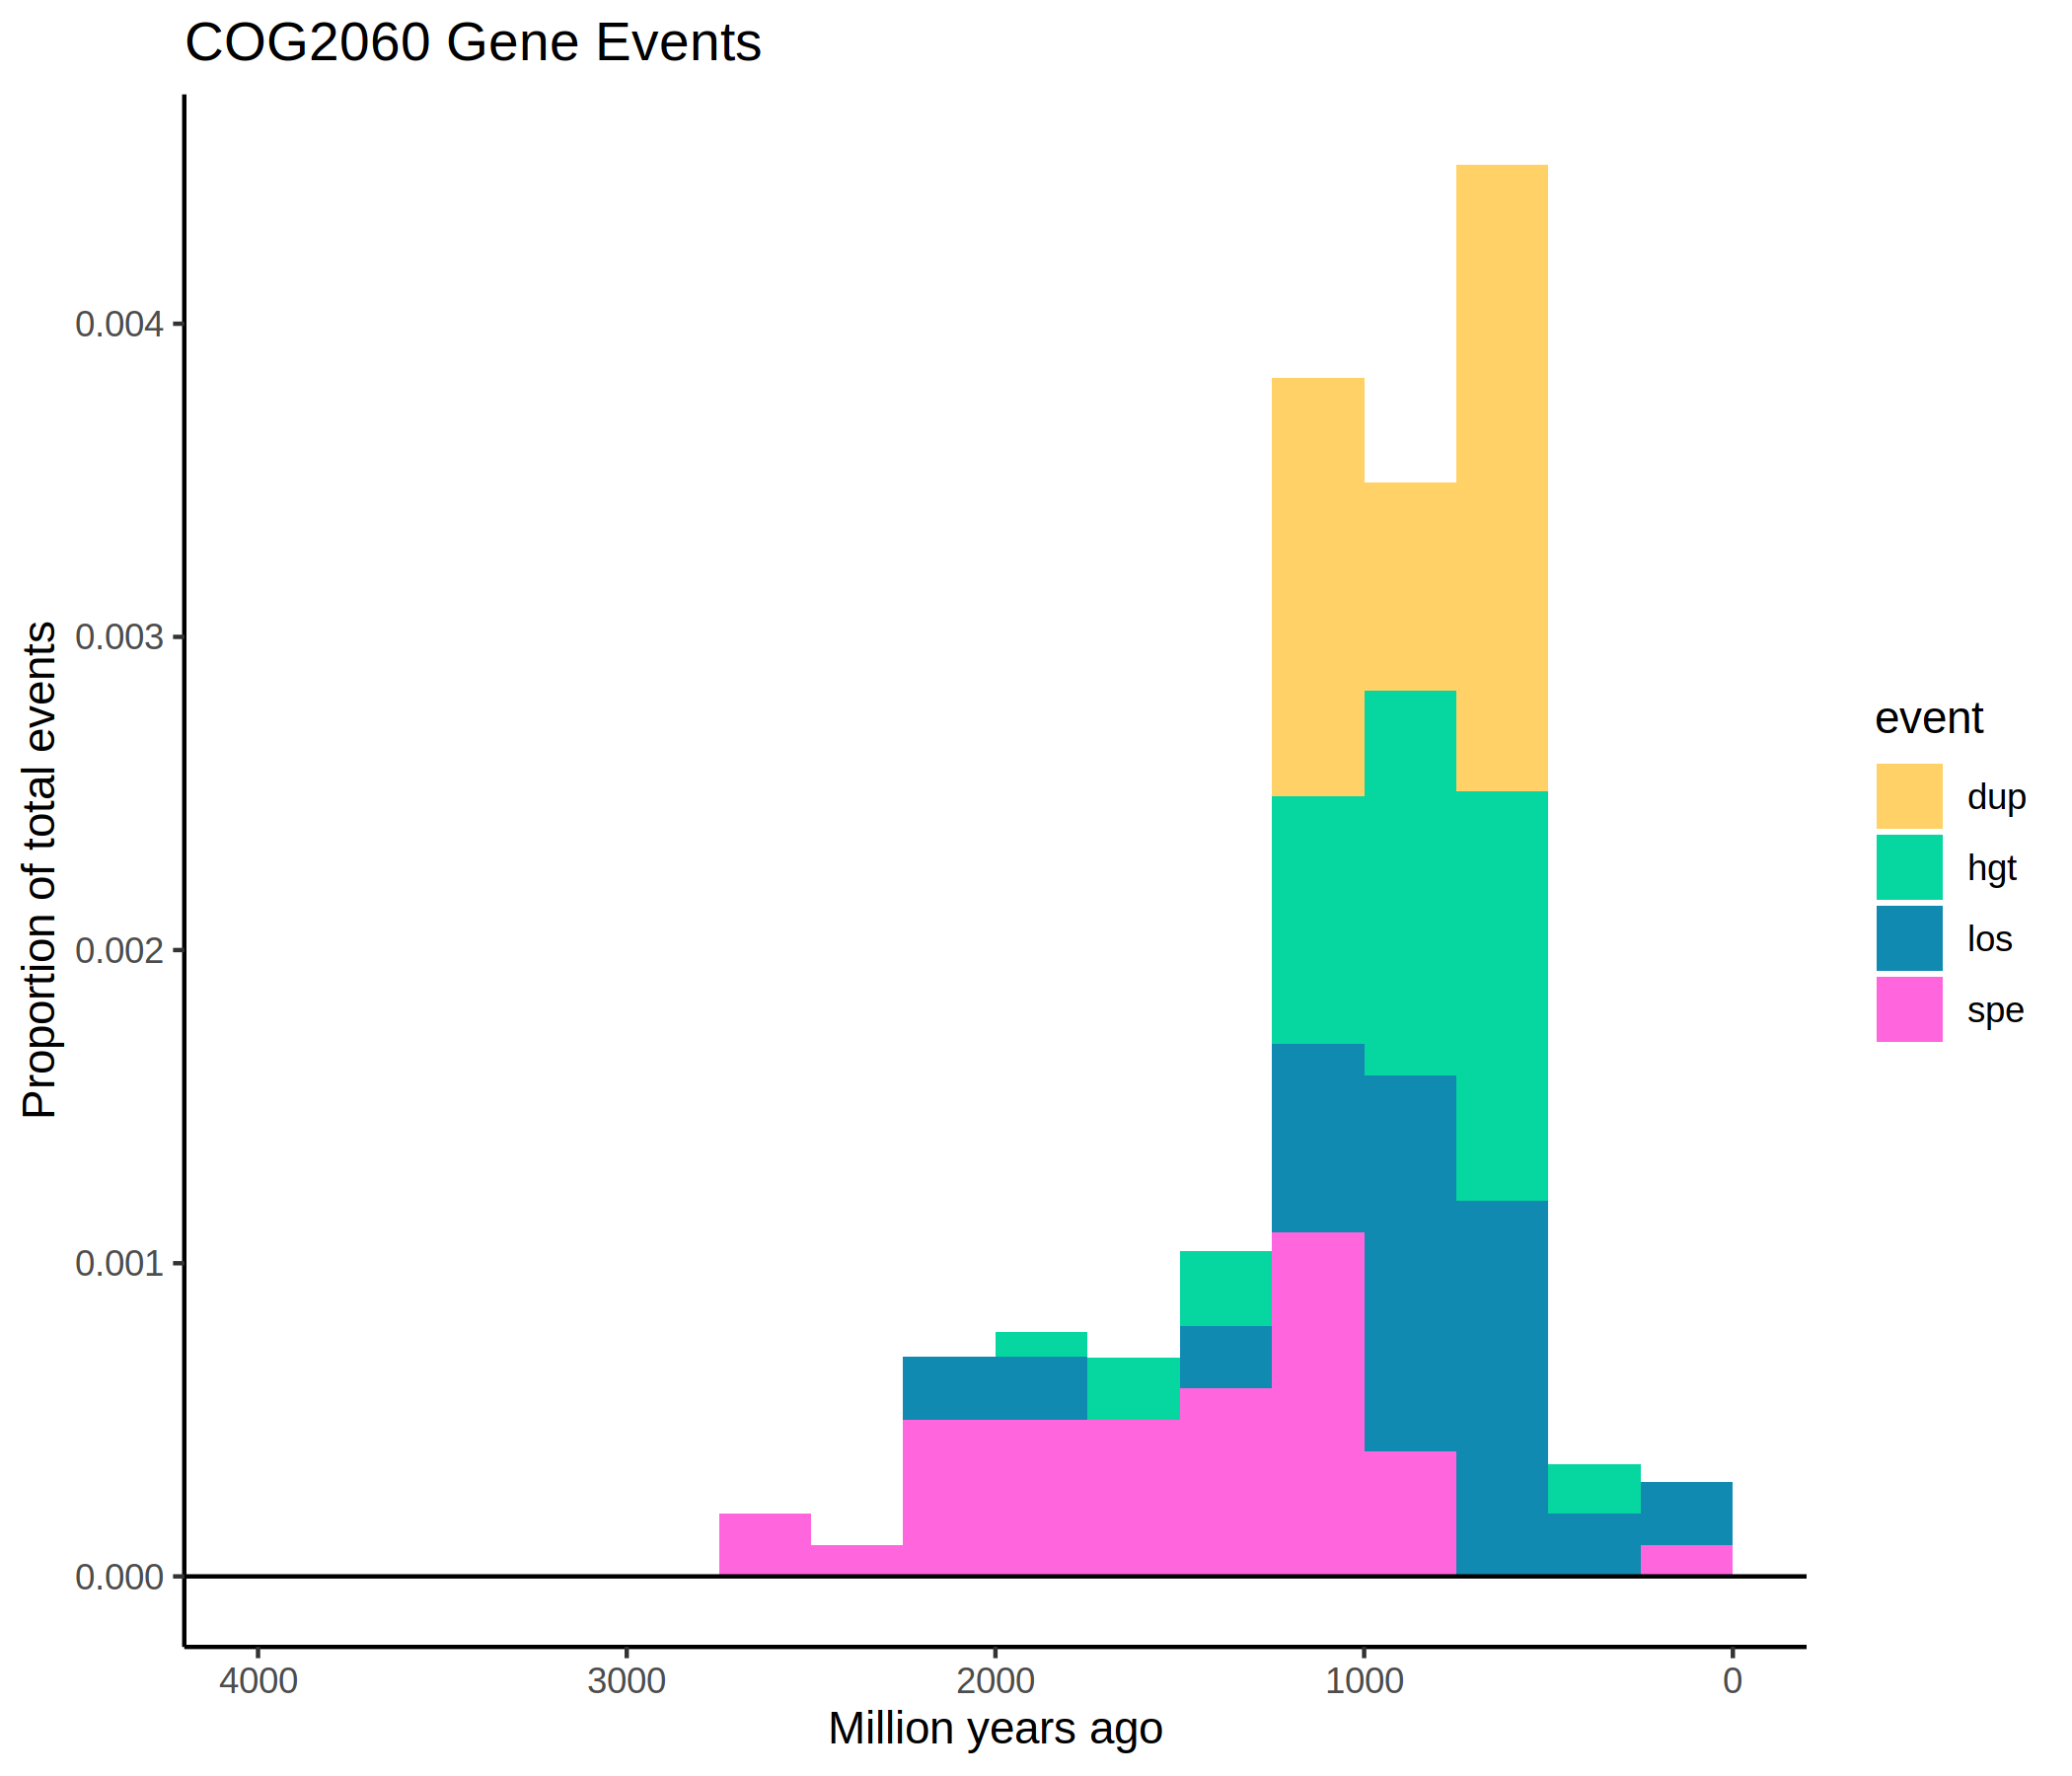 COG2060 Gene Events
Proportion of total events
0.004
0.003
0.002
0.001
0.000
4000 3000 2000 1000 0
Million years ago
event
dup
hgt
los
spe